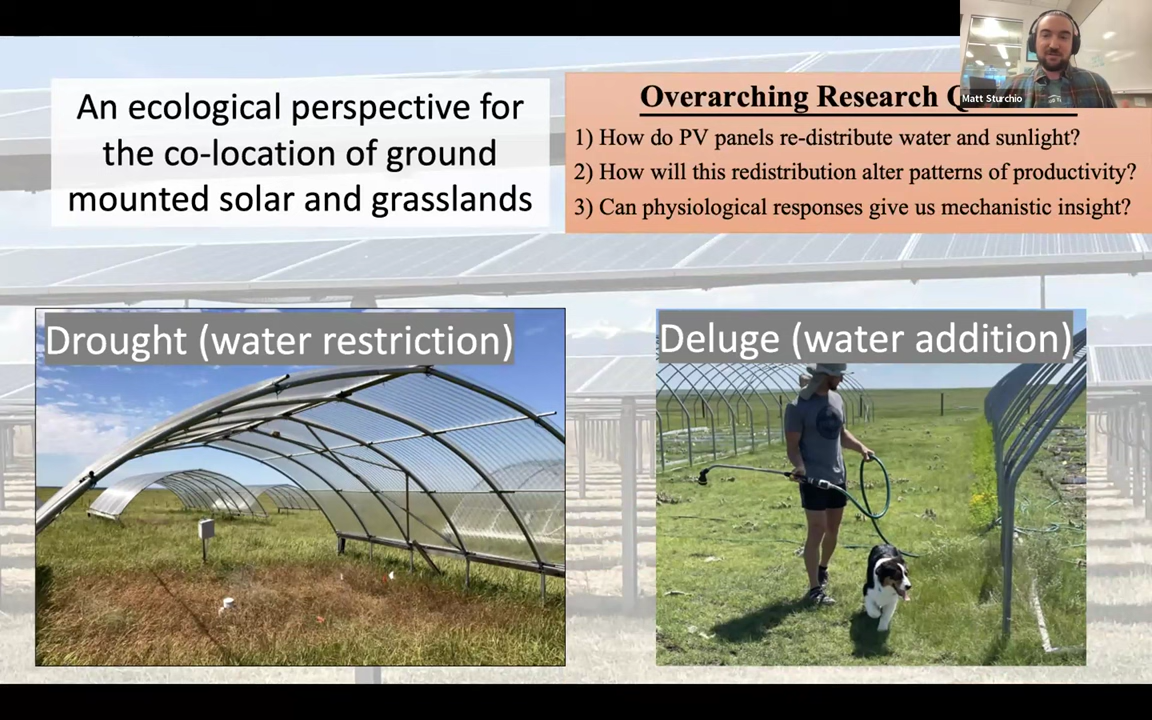 An ecological perspective for
the co-location of ground
mounted solar and grasslands
Overarching Research
Matt Sturchio
1) How do PV panels re-distribute water and sunlight?
2) How will this redistribution alter patterns of productivity?
3) Can physiological responses give us mechanistic insight?
Drought (water restriction)
Deluge (water addition)